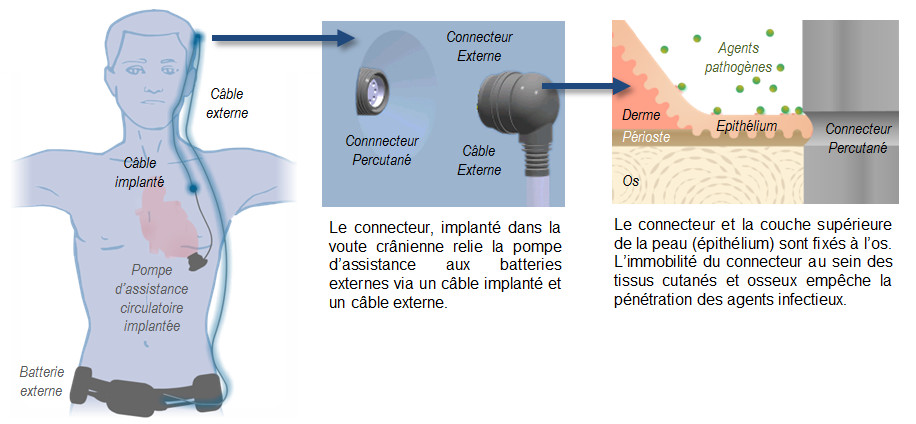 Câble
externe
Câble
implanté
Pompe
d'assistance
circulatoire
implantée
Batterie
externe
Connecteur
Externe
Connnecteur
Percutané
Câble
Externe
Le connecteur, implanté dans la
voute crânienne relie la pompe
d'assistance aux batteries
externes via un câble implanté et
un câble externe.
Agents
pathogènes
Derme
Périoste
Epithélium
Os
Connecteur
Percutané
Le connecteur et la couche supérieure
de la peau (épithélium) sont fixés à l'os.
L'immobilité du connecteur au sein des
tissus cutanés et osseux empêche la
pénétration des agents infectieux.